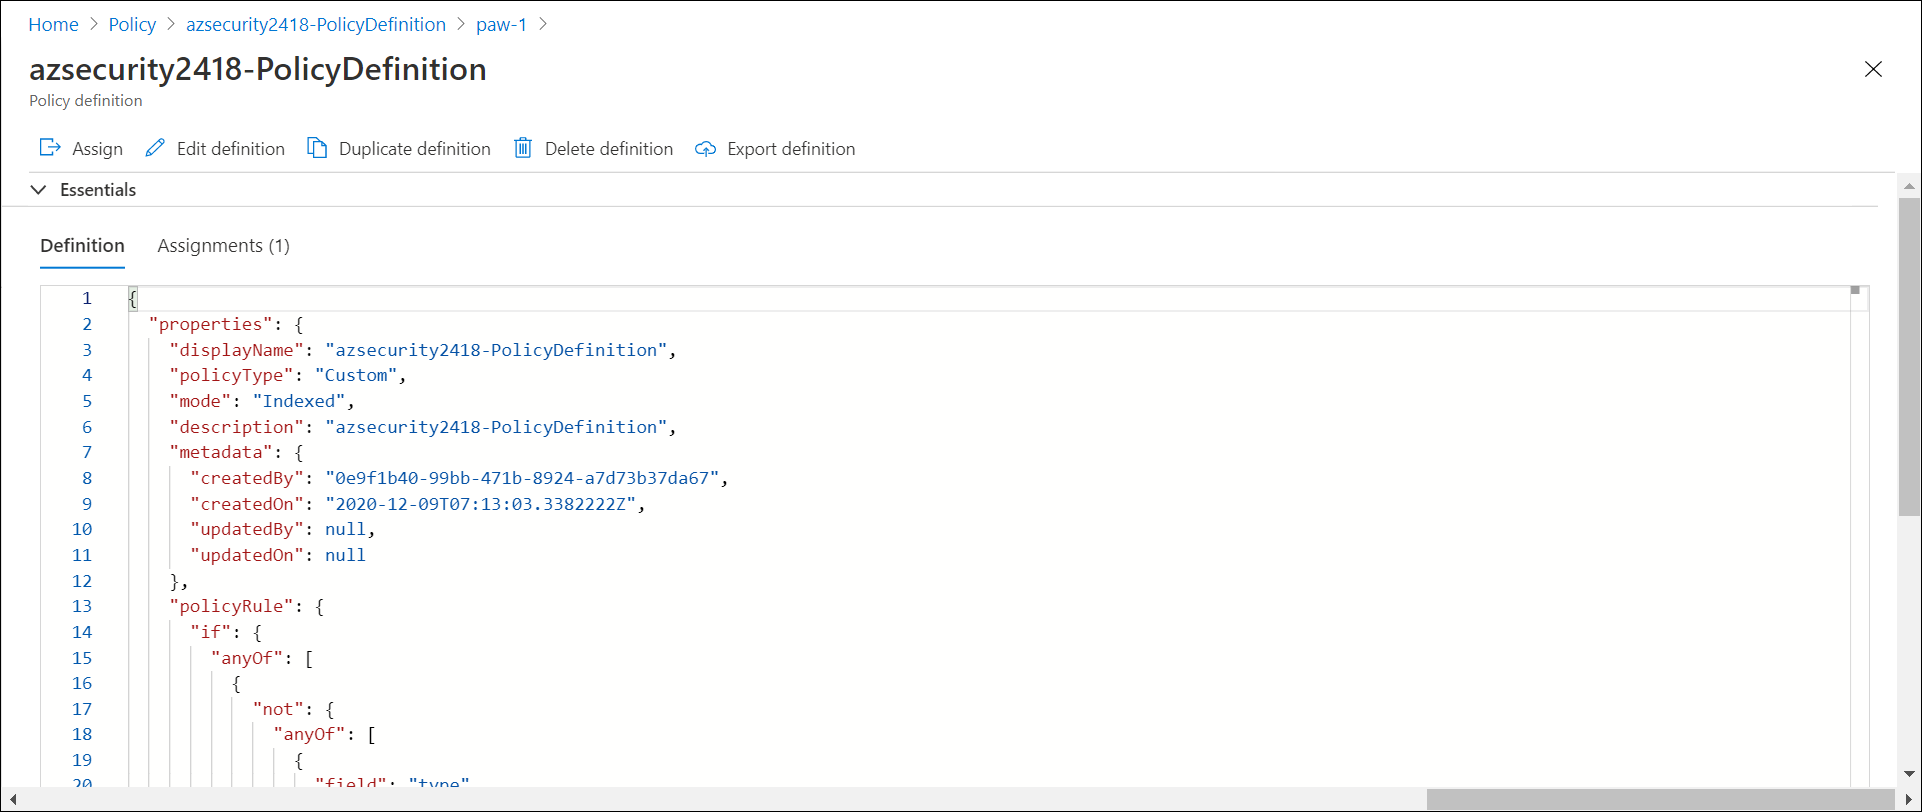 Home > Policy > azsecurity2418-PolicyDefinition > paw-1 >
azsecurity2418-PolicyDefinition
Policy definition
Assign Edit definition Duplicate definition Delete definition Export definition
Essentials
Definition Assignments (1)
1 {
2 "properties": {
3 "displayName": "azsecurity2418-PolicyDefinition",
4 "policyType": "Custom",
5 "mode": "Indexed",
6 "description": "azsecurity2418-PolicyDefinition",
7 "metadata": {
8 "createdBy": "0e9f1b40-99bb-471b-8924-a7d73b37da67",
9 "createdOn": "2020-12-09T07:13:03.3382222Z",
10 "updatedBy": null,
11 "updatedOn": null
12 },
13 "policyRule": {
14 "if": {
15 "anyOf": [
16 {
17 "not": {
18 "anyOf": [
19 {
20 "field": "type"